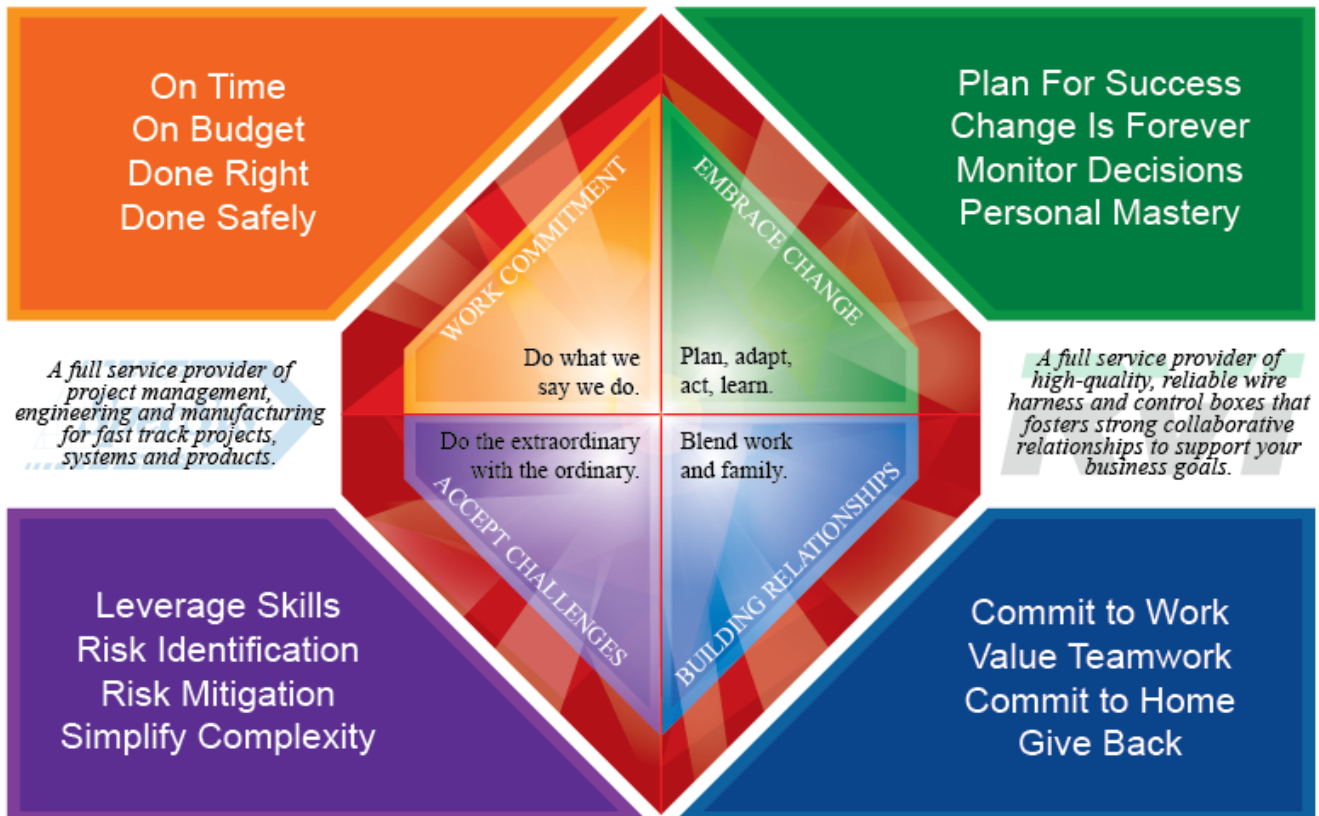 On Time
On Budget
Done Right
Done Safely
Plan For Success
Change Is Forever
Monitor Decisions
Personal Mastery
WORK COMMITMENT
Do what we
say we do.
EMBRACE CHANGE
Plan, adapt,
act, learn.
A full service provider of
project management,
engineering and manufacturing
for fast track projects,
systems and products.
A full service provider of
high-quality, reliable wire
harness and control boxes that
fosters strong collaborative
relationships to support your
business goals.
Do the extraordinary
with the ordinary.
ACCEPT CHALLENGES
Blend work
and family.
BUILDING RELATIONSHIPS
Leverage Skills
Risk Identification
Risk Mitigation
Simplify Complexity
Commit to Work
Value Teamwork
Commit to Home
Give Back